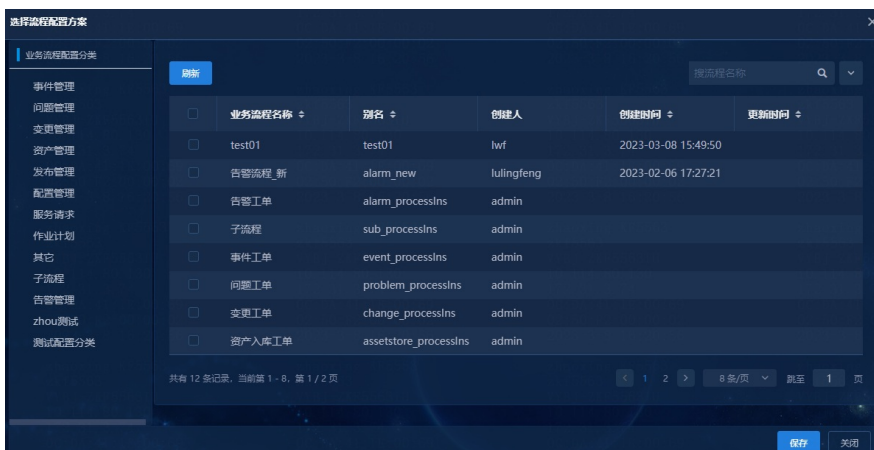 选择流程配置方案
业务流程配置分类
事件管理
问题管理
变更管理
资产管理
发布管理
配置管理
服务请求
作业计划
其它
子流程
告警管理
zhou测试
测试配置分类
刷新
搜流程名称
业务流程名称 别名 创建人 创建时间 更新时间
test01 test01 lwf 2023-03-08 15:49:50
告警流程_新 alarm_new lulingfeng 2023-02-06 17:27:21
告警工单 alarm_processIns admin
子流程 sub_processIns admin
事件工单 event_processIns admin
问题工单 problem_processIns admin
变更工单 change_processIns admin
资产入库工单 assetstore_processIns admin
共有 12 条记录, 当前第 1 - 8, 第 1 / 2 页 1 2 8 条/页 跳至 1 页
保存 关闭